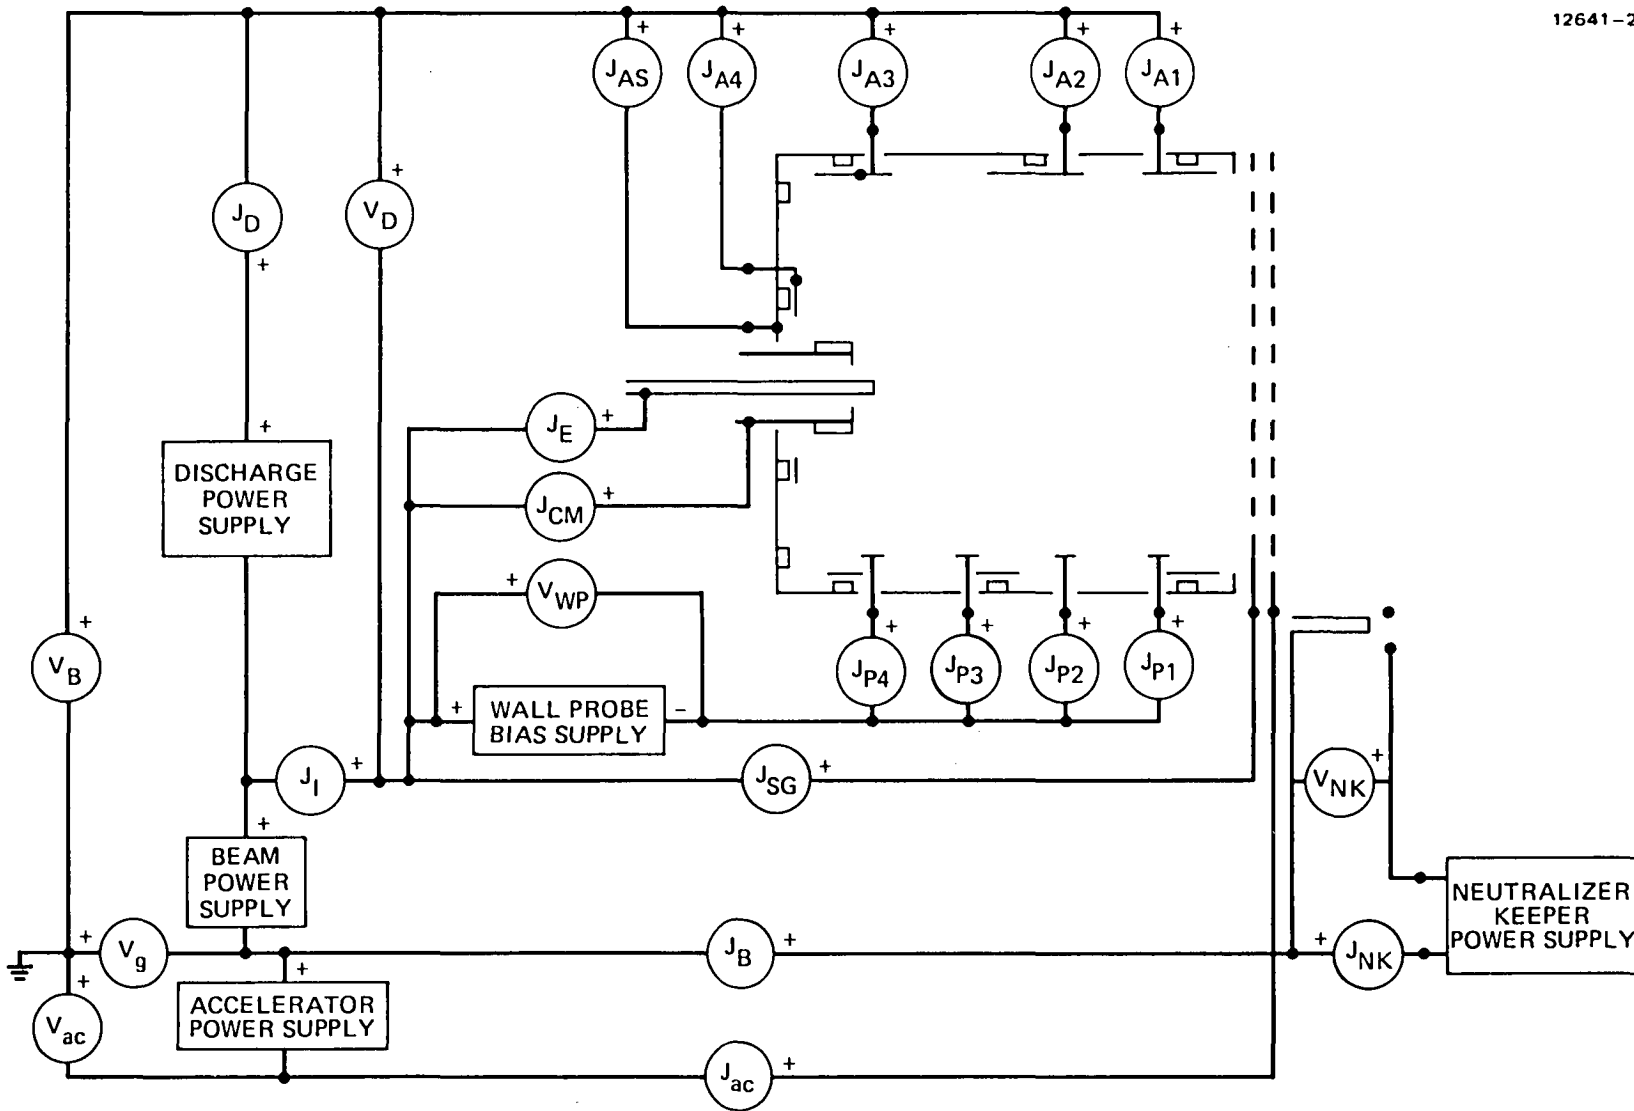 12641-2
+ + + + +
J_AS J_A4 J_A3 J_A2 J_A1
+
J_D V_D
+
+
DISCHARGE
POWER
SUPPLY
J_E +
J_CM +
+ V_WP
+ + + +
J_P4 J_P3 J_P2 J_P1
+
V_B
+ WALL PROBE −
BIAS SUPPLY
J_I + J_SG +
V_NK +
+
BEAM
POWER
SUPPLY
NEUTRALIZER
KEEPER
POWER SUPPLY
+ V_g J_B + + J_NK
+ +
V_ac
ACCELERATOR
POWER SUPPLY
J_ac +